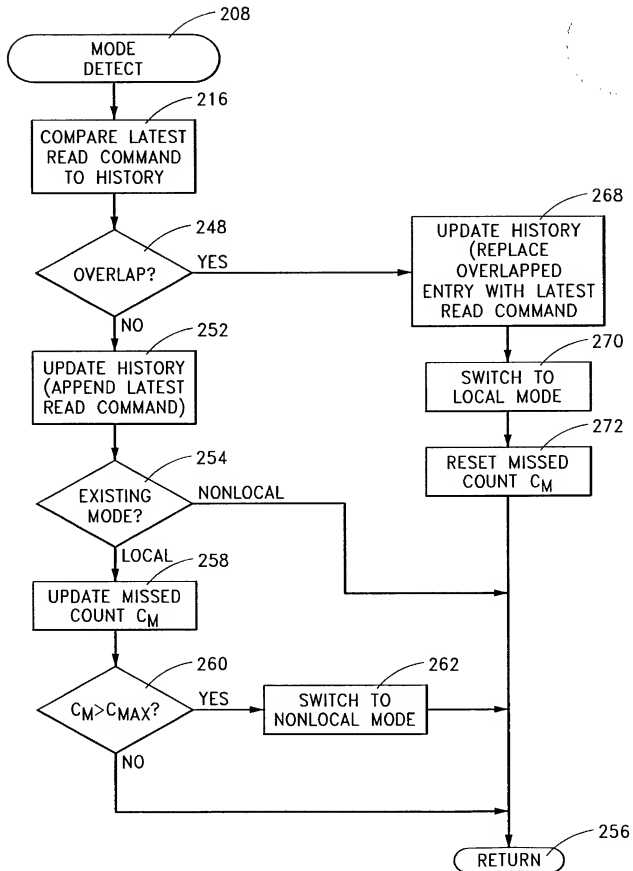 208
MODE
DETECT
216
COMPARE LATEST
READ COMMAND
TO HISTORY
248
OVERLAP?
YES
NO
268
UPDATE HISTORY
(REPLACE
OVERLAPPED
ENTRY WITH LATEST
READ COMMAND
252
UPDATE HISTORY
(APPEND LATEST
READ COMMAND)
270
SWITCH TO
LOCAL MODE
272
RESET MISSED
COUNT CM
254
EXISTING
MODE?
NONLOCAL
LOCAL
258
UPDATE MISSED
COUNT CM
260
CM>CMAX?
YES
NO
262
SWITCH TO
NONLOCAL MODE
256
RETURN